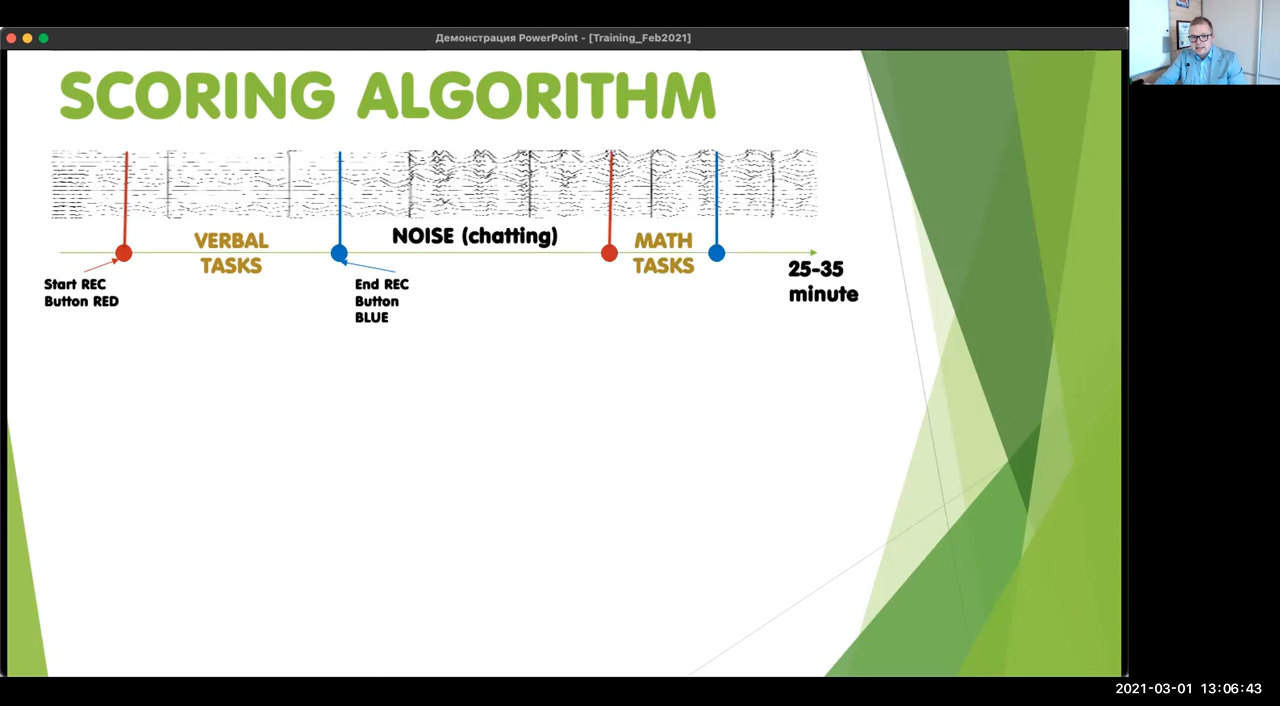 Демонстрация PowerPoint - [Training_Feb2021]
SCORING ALGORITHM
VERBAL
TASKS
NOISE (chatting)
MATH
TASKS
25-35
minute
Start REC
Button RED
End REC
Button
BLUE
2021-03-01 13:06:43